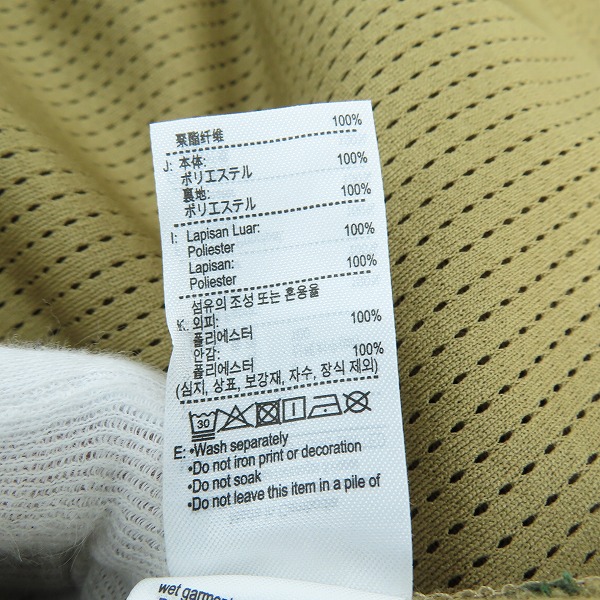 聚酯纤维 100%
J: 本体:
ポリエステル 100%
裏地:
ポリエステル 100%
I: Lapisan Luar: 100%
Poliester
Lapisan: 100%
Poliester
섬유의 조성 또는 혼용율
K: 외피:
폴리에스터 100%
안감:
폴리에스터 100%
(심지, 상표, 보강재, 자수, 장식 제외)
30
E: •Wash separately
•Do not iron print or decoration
•Do not soak
•Do not leave this item in a pile of
wet garments